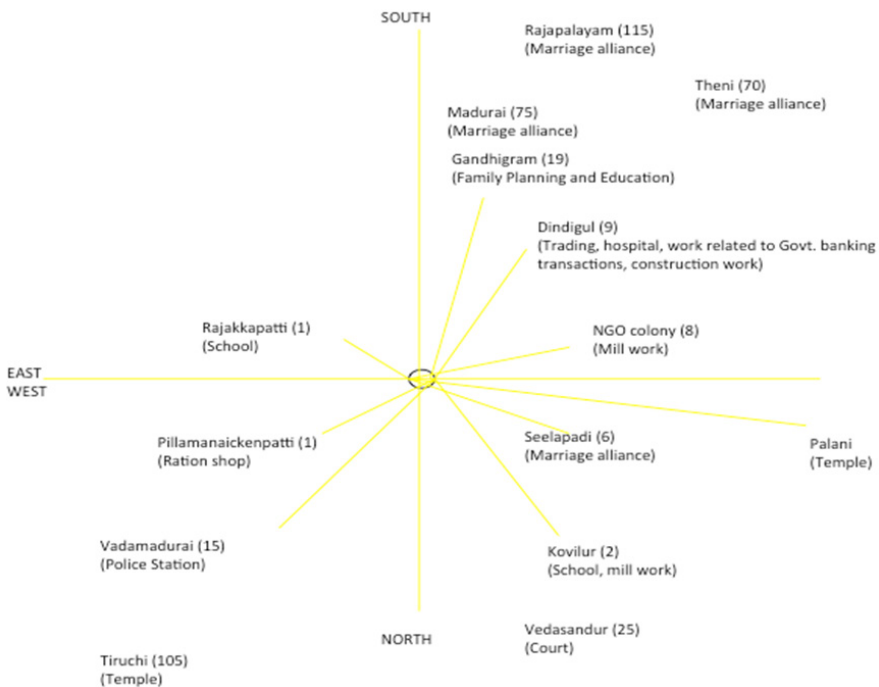 SOUTH
Rajapalayam (115)
(Marriage alliance)
Theni (70)
(Marriage alliance)
Madurai (75)
(Marriage alliance)
Gandhigram (19)
(Family Planning and Education)
Dindigul (9)
(Trading, hospital, work related to Govt. banking
transactions, construction work)
Rajakkapatti (1)
(School)
NGO colony (8)
(Mill work)
EAST
WEST
Pillamanaickenpatti (1)
(Ration shop)
Seelapadi (6)
(Marriage alliance)
Palani
(Temple)
Vadamadurai (15)
(Police Station)
Kovilur (2)
(School, mill work)
NORTH
Vedasandur (25)
(Court)
Tiruchi (105)
(Temple)